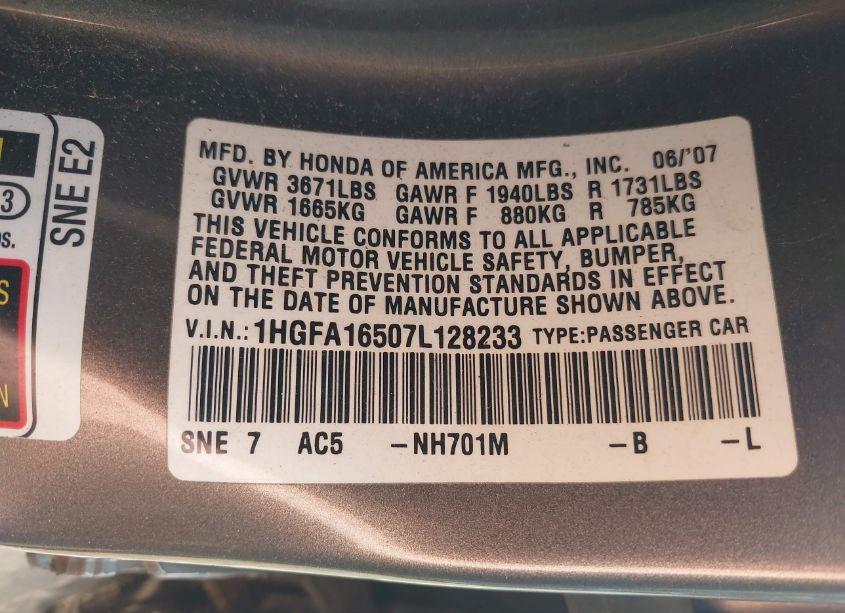 SNE E2
3
OS.
S
N
MFD. BY HONDA OF AMERICA MFG., INC. 06/'07
GVWR 3671LBS GAWR F 1940LBS R 1731LBS
GVWR 1665KG GAWR F 880KG R 785KG
THIS VEHICLE CONFORMS TO ALL APPLICABLE
FEDERAL MOTOR VEHICLE SAFETY, BUMPER,
AND THEFT PREVENTION STANDARDS IN EFFECT
ON THE DATE OF MANUFACTURE SHOWN ABOVE.
V.I.N.: 1HGFA16507L128233 TYPE:PASSENGER CAR
SNE 7 AC5 -NH701M -B -L